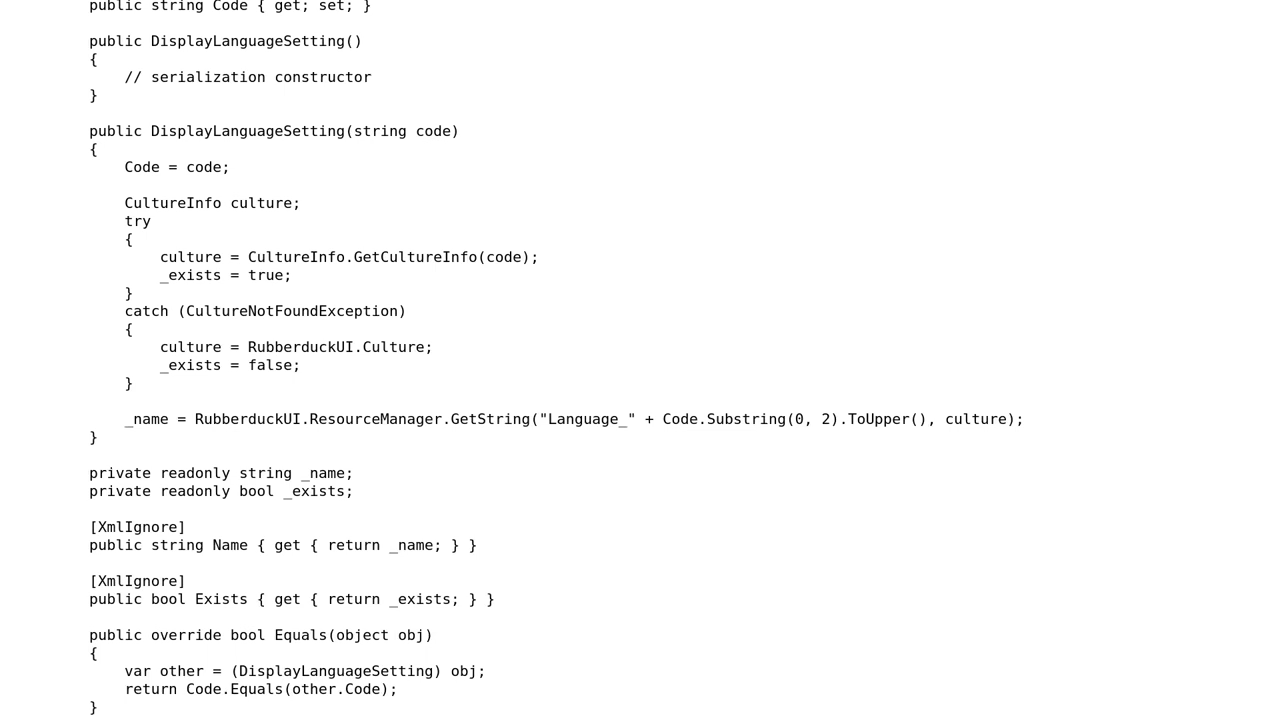 public string Code { get; set; }

public DisplayLanguageSetting()
{
    // serialization constructor
}

public DisplayLanguageSetting(string code)
{
    Code = code;

    CultureInfo culture;
    try
    {
        culture = CultureInfo.GetCultureInfo(code);
        _exists = true;
    }
    catch (CultureNotFoundException)
    {
        culture = RubberduckUI.Culture;
        _exists = false;
    }

    _name = RubberduckUI.ResourceManager.GetString("Language_" + Code.Substring(0, 2).ToUpper(), culture);
}

private readonly string _name;
private readonly bool _exists;

[XmlIgnore]
public string Name { get { return _name; } }

[XmlIgnore]
public bool Exists { get { return _exists; } }

public override bool Equals(object obj)
{
    var other = (DisplayLanguageSetting) obj;
    return Code.Equals(other.Code);
}